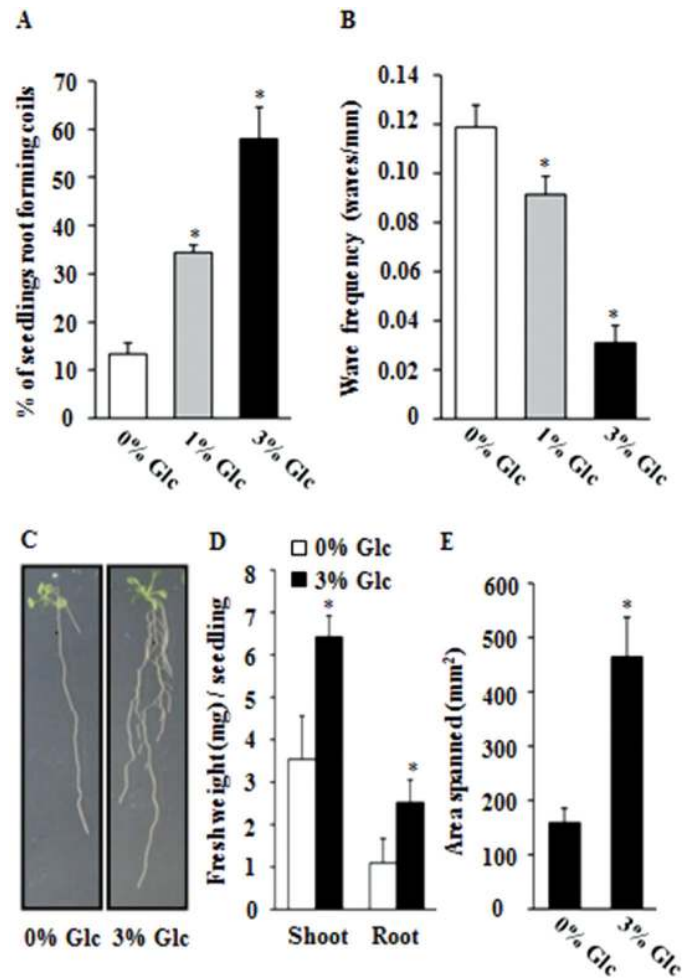 A
% of seedlings root forming coils
70
60
50
40
30
20
10
0
*
*
0% Glc
1% Glc
3% Glc
B
Wave frequency (waves/mm)
0.14
0.12
0.10
0.08
0.06
0.04
0.02
0
*
*
0% Glc
1% Glc
3% Glc
C
0% Glc
3% Glc
D
0% Glc
3% Glc
Freshweight (mg) / seedling
8
7
6
5
4
3
2
1
0
*
*
Shoot
Root
E
Area spanned (mm²)
600
500
400
300
200
100
0
*
0% Glc
3% Glc